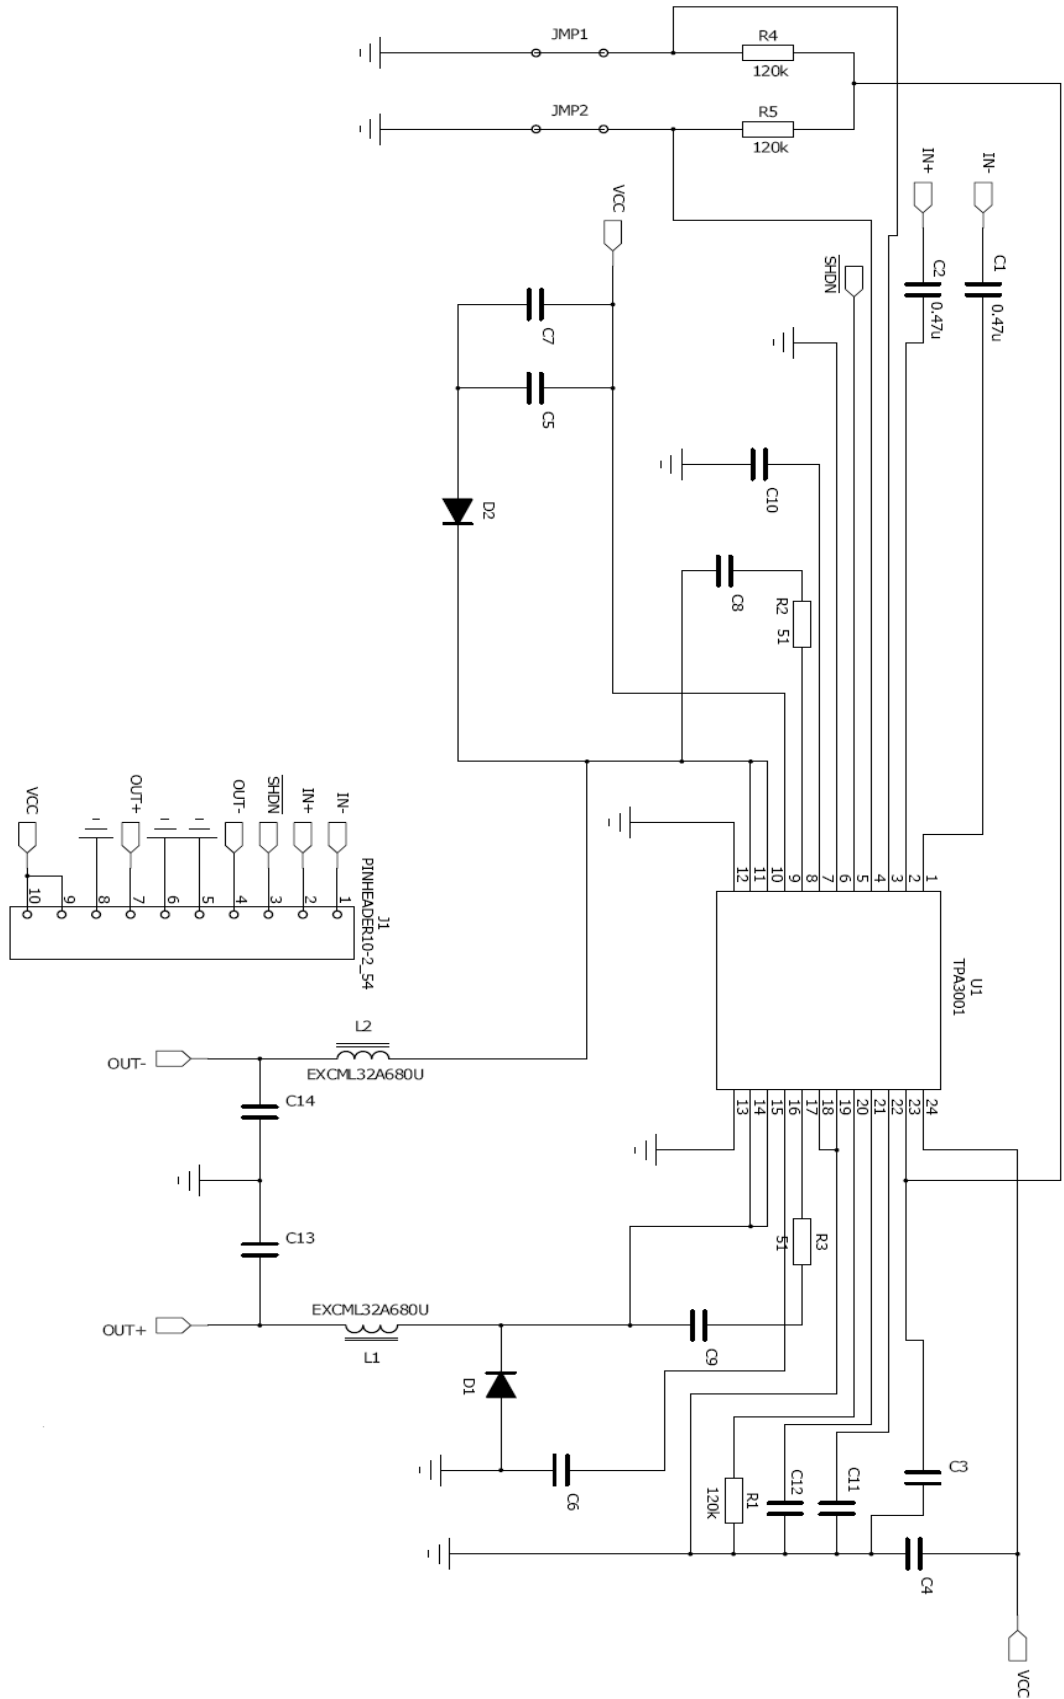 JMP1
R4
120k
JMP2
R5
120k
IN+
IN-
VCC
SHDN
C2
0.47u
C1
0.47u
C7
C5
C10
D2
C8
R2
51
VCC
OUT+
OUT-
SHDN
IN+
IN-
10
9
8
7
6
5
4
3
2
1
J1
PINHEADER10-2_54
12
11
10
9
8
7
6
5
4
3
2
1
U1
TPA3001
13
14
15
16
17
18
19
20
21
22
23
24
L2
EXCML32A680U
OUT-
C14
C13
R3
51
EXCML32A680U
OUT+
L1
C9
D1
C6
R1
120k
C12
C11
C3
C4
VCC